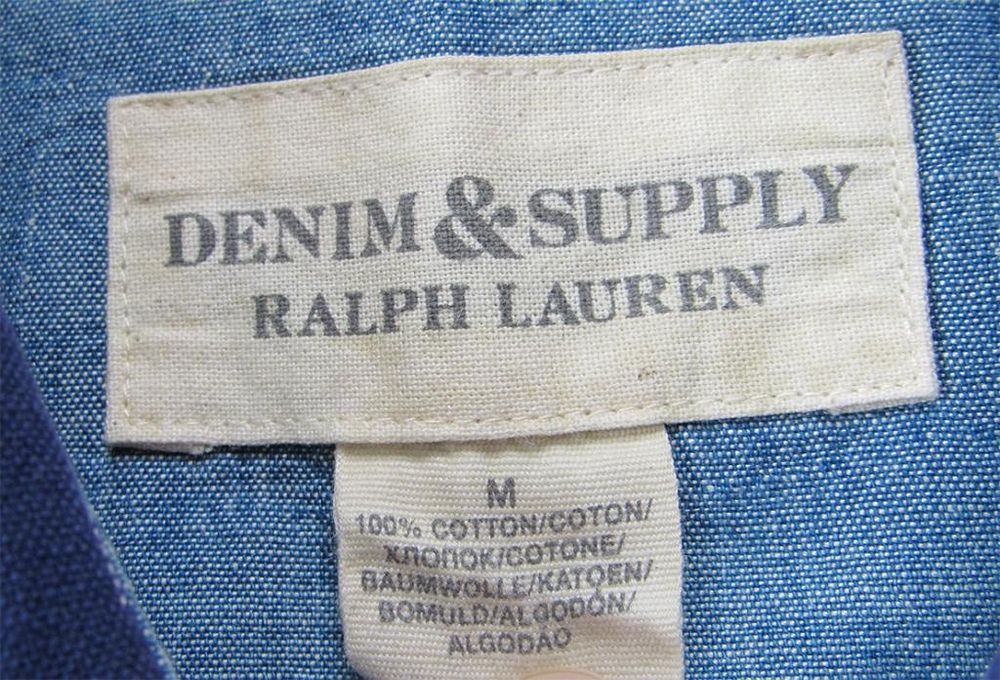 DENIM & SUPPLY
RALPH LAUREN
M
100% COTTON/COTON/
ХЛОПОК/COTONE/
BAUMWOLLE/KATOEN/
BOMULD/ALGODÓN/
ALGODAO